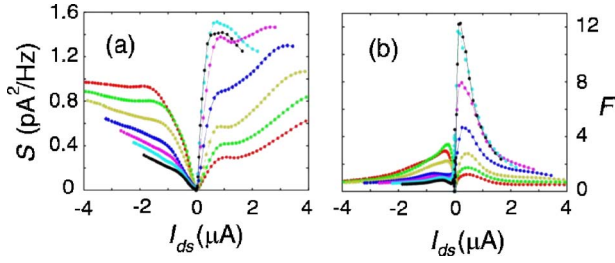 1.6
1.2
0.8
0.4
0
S (pA²/Hz)
(a)
-4 -2 0 2 4
I_ds (μA)
(b)
12
8
4
0
F
-4 -2 0 2 4
I_ds (μA)